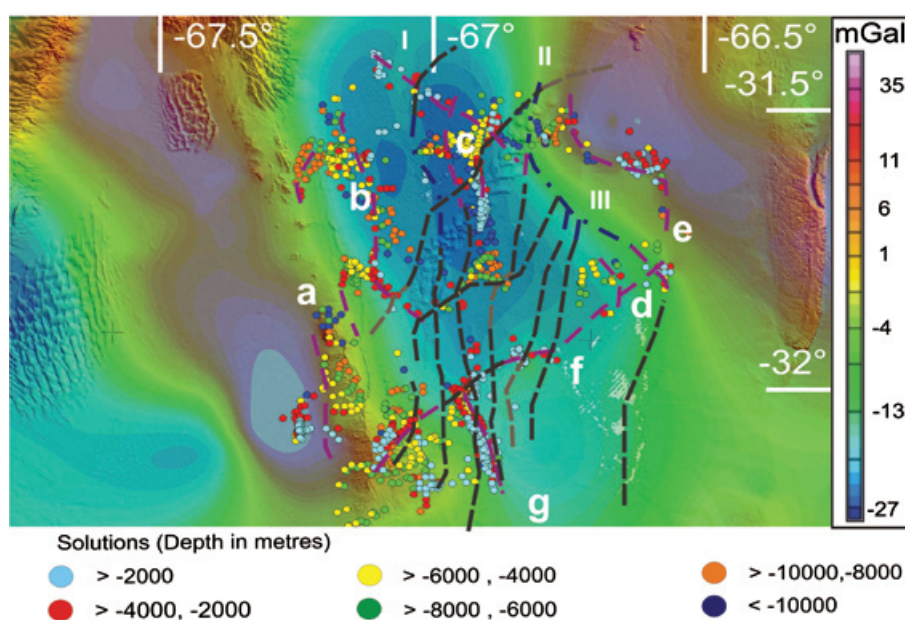 -67.5° I -67° II -66.5° mGal
-31.5° 35
c 11
b 6
III 1
e
a -4
d
-32°
f -13
g -27
Solutions (Depth in metres)
> -2000 > -6000 , -4000 > -10000,-8000
> -4000, -2000 > -8000 , -6000 < -10000